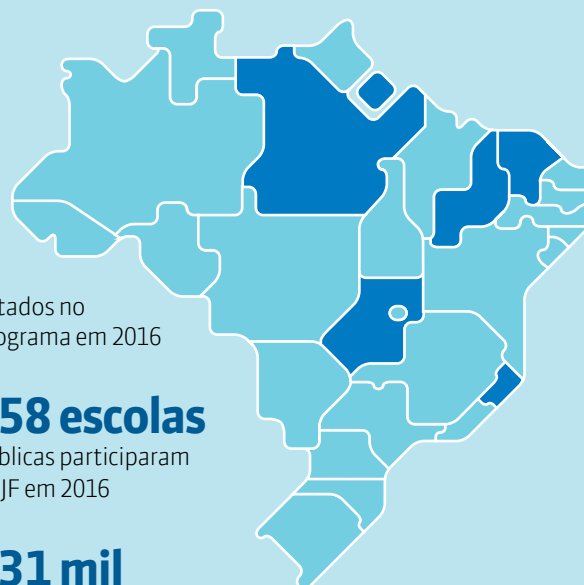 tados no
ograma em 2016
58 escolas
blicas participaram
JF em 2016
31 mil